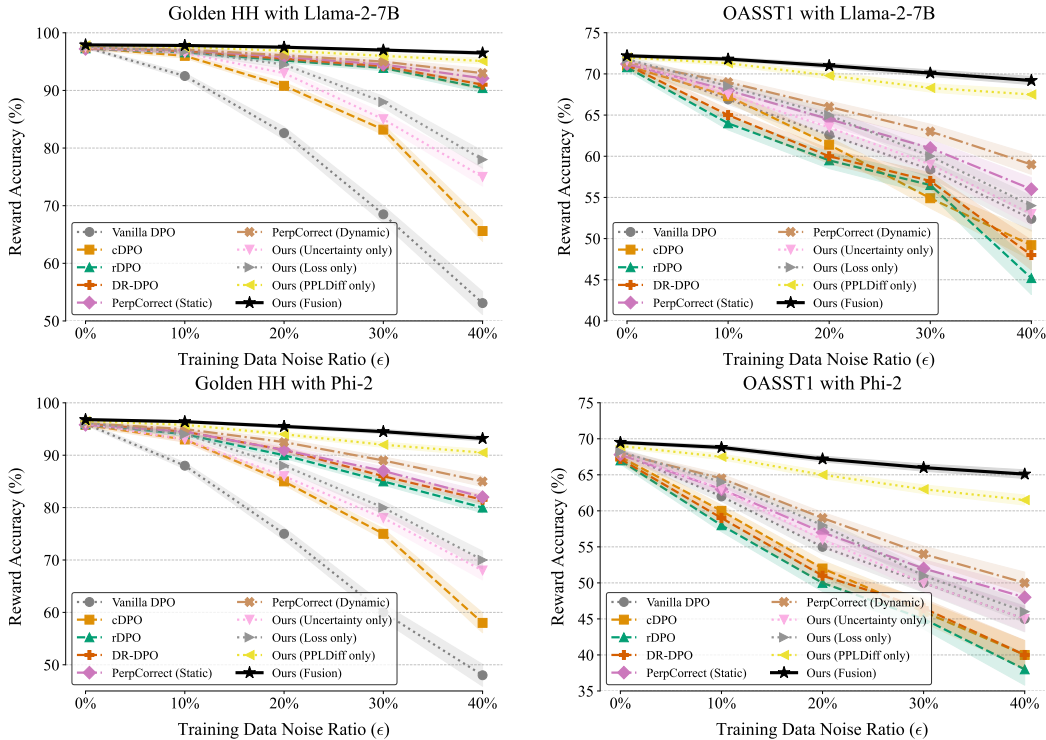 Golden HH with Llama-2-7B
Reward Accuracy (%)
100
90
80
70
60
50
Vanilla DPO
cDPO
rDPO
DR-DPO
PerpCorrect (Static)
PerpCorrect (Dynamic)
Ours (Uncertainty only)
Ours (Loss only)
Ours (PPLDiff only)
Ours (Fusion)
0% 10% 20% 30% 40%
Training Data Noise Ratio (ϵ)
OASST1 with Llama-2-7B
Reward Accuracy (%)
75
70
65
60
55
50
45
40
Vanilla DPO
cDPO
rDPO
DR-DPO
PerpCorrect (Static)
PerpCorrect (Dynamic)
Ours (Uncertainty only)
Ours (Loss only)
Ours (PPLDiff only)
Ours (Fusion)
0% 10% 20% 30% 40%
Training Data Noise Ratio (ϵ)
Golden HH with Phi-2
Reward Accuracy (%)
100
90
80
70
60
50
Vanilla DPO
cDPO
rDPO
DR-DPO
PerpCorrect (Static)
PerpCorrect (Dynamic)
Ours (Uncertainty only)
Ours (Loss only)
Ours (PPLDiff only)
Ours (Fusion)
0% 10% 20% 30% 40%
Training Data Noise Ratio (ϵ)
OASST1 with Phi-2
Reward Accuracy (%)
75
70
65
60
55
50
45
40
35
Vanilla DPO
cDPO
rDPO
DR-DPO
PerpCorrect (Static)
PerpCorrect (Dynamic)
Ours (Uncertainty only)
Ours (Loss only)
Ours (PPLDiff only)
Ours (Fusion)
0% 10% 20% 30% 40%
Training Data Noise Ratio (ϵ)